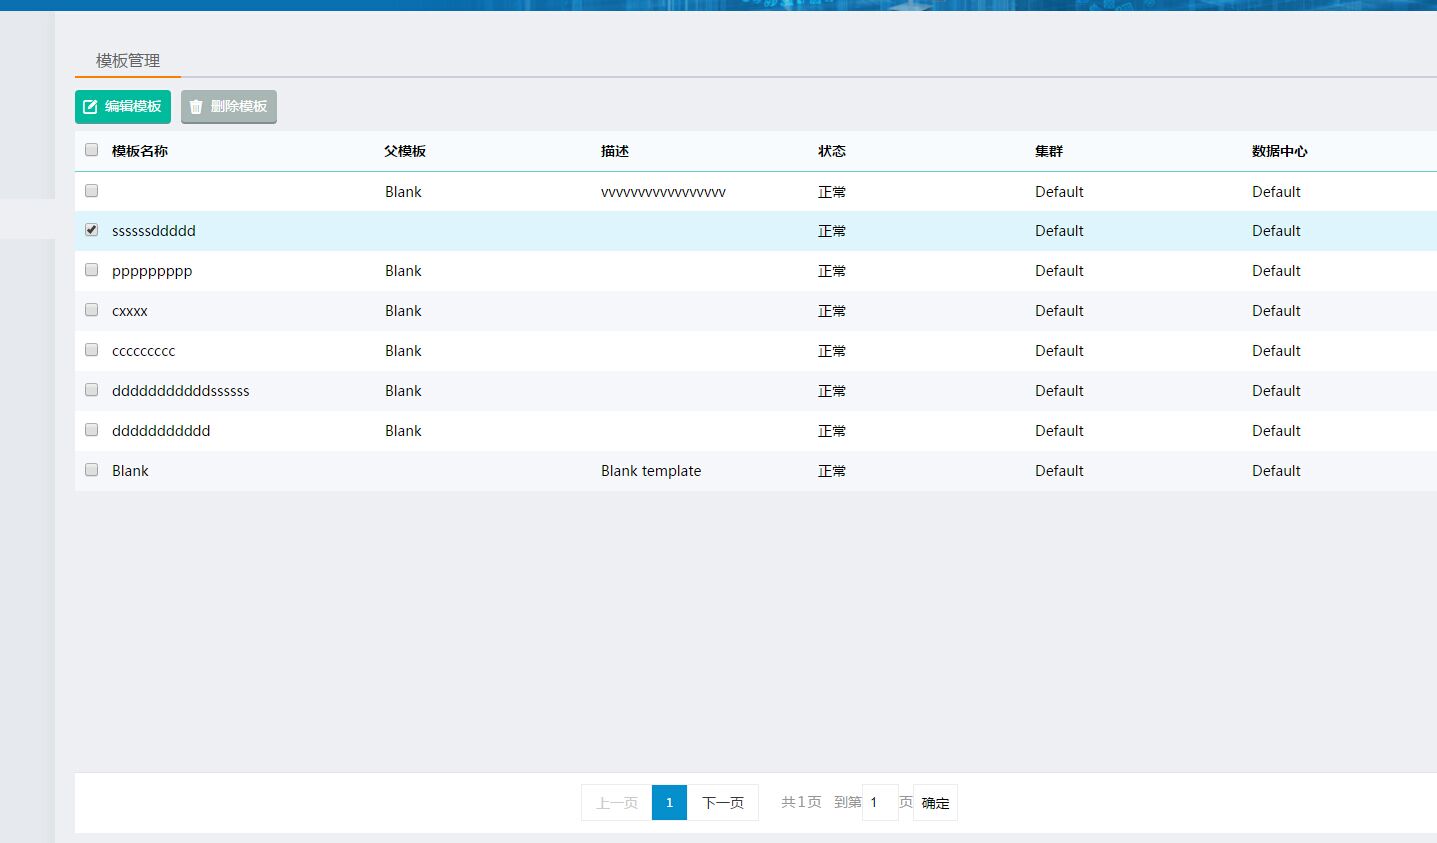 模板管理
编辑模板 删除模板
模板名称 父模板 描述 状态 集群 数据中心
Blank vvvvvvvvvvvvvvvvv 正常 Default Default
ssssssddddd 正常 Default Default
ppppppppp Blank 正常 Default Default
cxxxx Blank 正常 Default Default
ccccccccc Blank 正常 Default Default
dddddddddddssssss Blank 正常 Default Default
ddddddddddd Blank 正常 Default Default
Blank Blank template 正常 Default Default
上一页 1 下一页 共1页 到第 1 页 确定